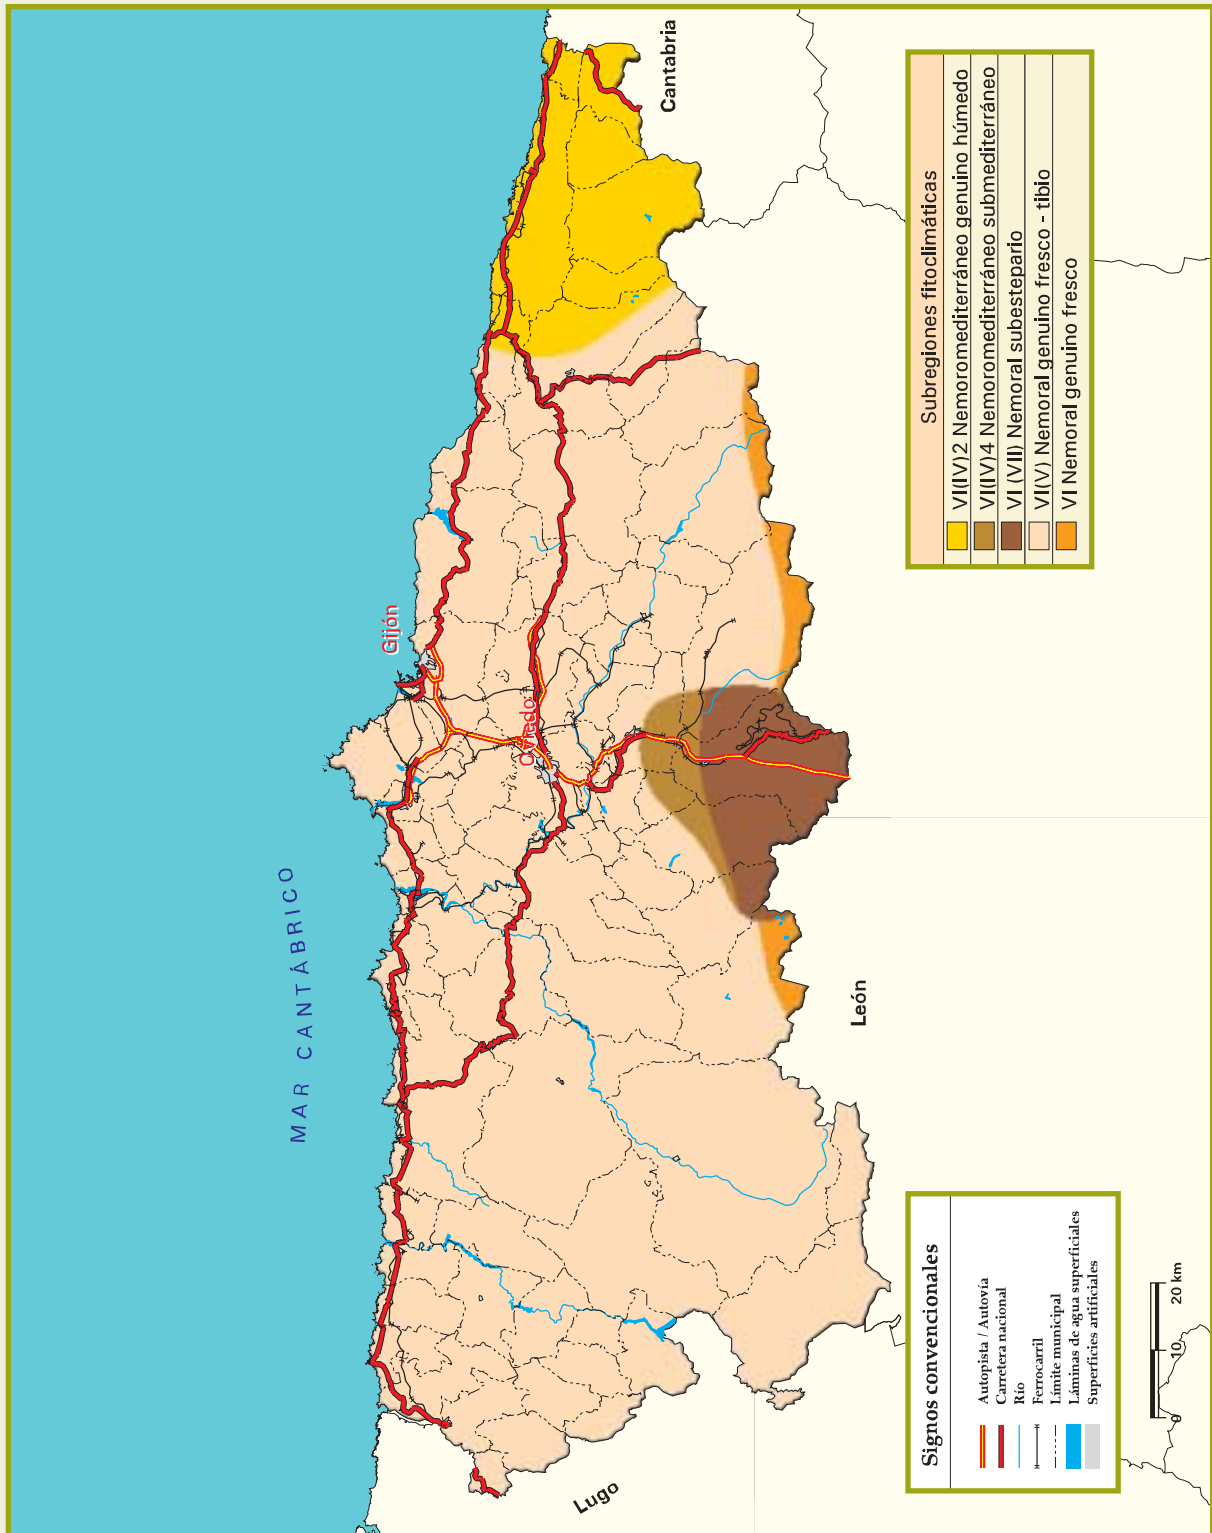 MAR CANTÁBRICO
Gijón
Oviedo
Cantabria
León
Lugo
Subregiones fitoclimáticas
VI(IV)2 Nemoromediterráneo genuino húmedo
VI(IV)4 Nemoromediterráneo submediterráneo
VI (VII) Nemoral subestepario
VI(V) Nemoral genuino fresco - tibio
VI Nemoral genuino fresco
Signos convencionales
Autopista / Autovía
Carretera nacional
Río
Ferrocarril
Límite municipal
Láminas de agua superficiales
Superficies artificiales
0 10 20 km